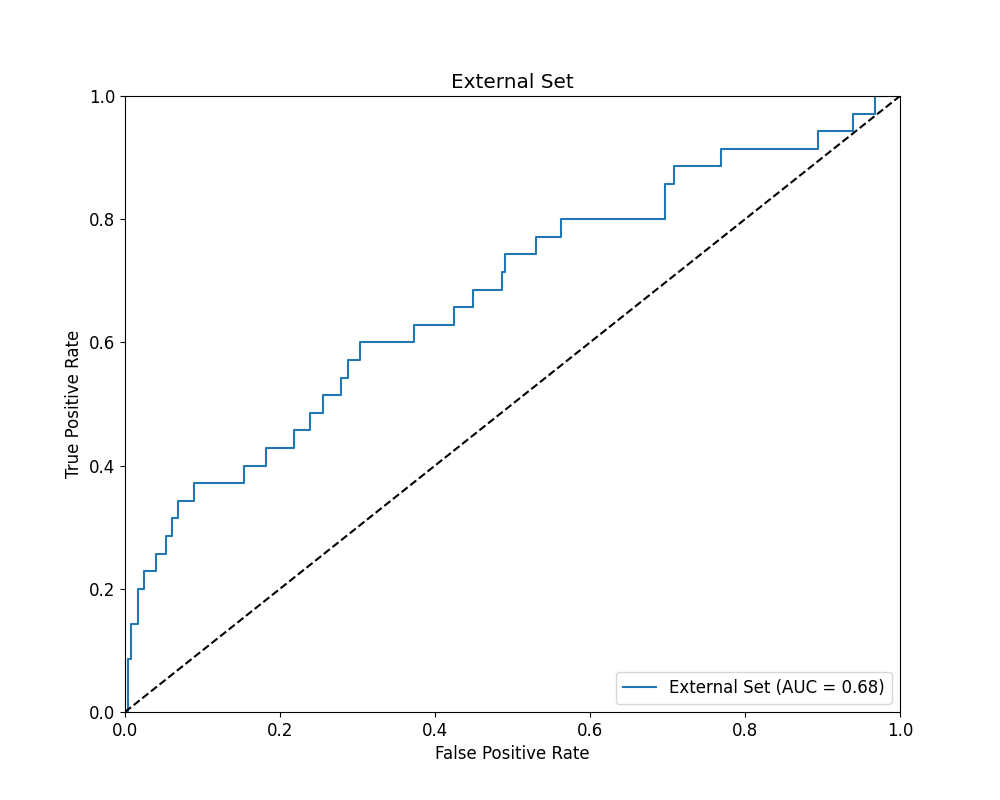 External Set
1.0
0.8
0.6
0.4
0.2
0.0
True Positive Rate
0.0 0.2 0.4 0.6 0.8 1.0
False Positive Rate
External Set (AUC = 0.68)